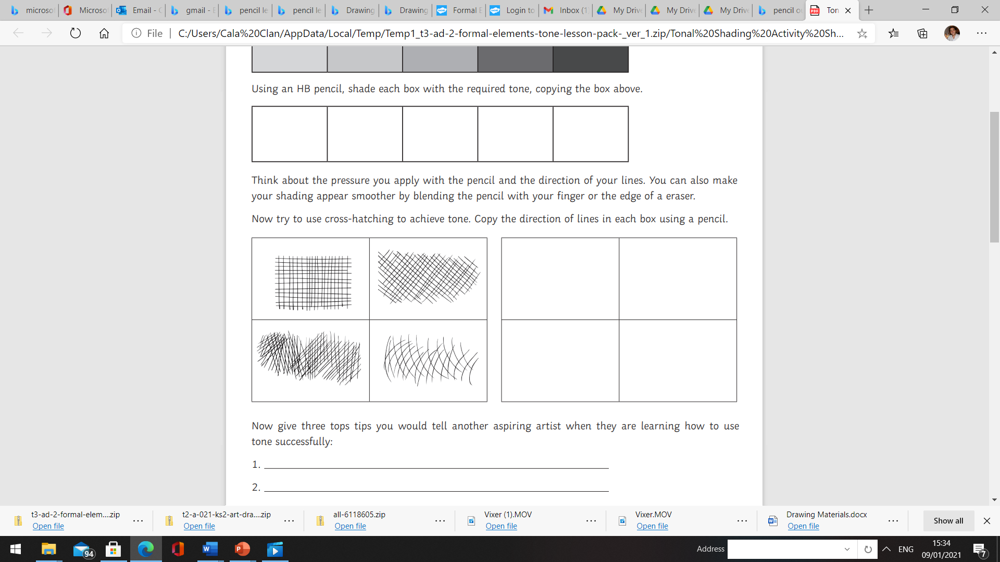 microsof
Microsof
Email - C
gmail - B
pencil le
pencil le
Drawing
Drawing
Formal E
Login to
Inbox (1
My Drive
My Drive
My Drive
pencil ou
Ton
File
C:/Users/Cala%20Clan/AppData/Local/Temp/Temp1_t3-ad-2-formal-elements-tone-lesson-pack-_ver_1.zip/Tonal%20Shading%20Activity%20Sh...
Using an HB pencil, shade each box with the required tone, copying the box above.
Think about the pressure you apply with the pencil and the direction of your lines. You can also make
your shading appear smoother by blending the pencil with your finger or the edge of a eraser.
Now try to use cross-hatching to achieve tone. Copy the direction of lines in each box using a pencil.
Now give three tops tips you would tell another aspiring artist when they are learning how to use
tone successfully:
1.
2.
t3-ad-2-formal-elem....zip
Open file
t2-a-021-ks2-art-dra....zip
Open file
all-6118605.zip
Open file
Vixer (1).MOV
Open file
Vixer.MOV
Open file
Drawing Materials.docx
Open file
Show all
94
Address
ENG
15:34
09/01/2021
7